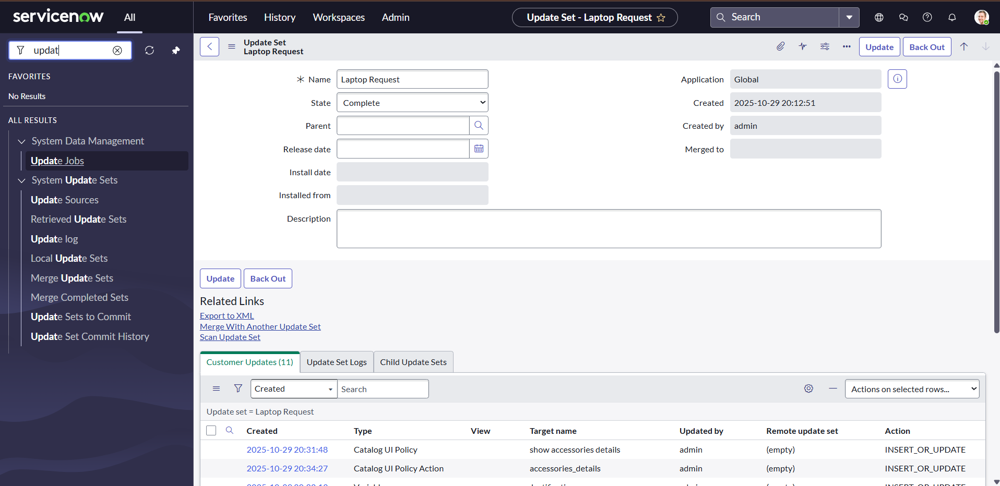 servicenow
All
Favorites
History
Workspaces
Admin
Update Set - Laptop Request
Search
updat
FAVORITES
No Results
ALL RESULTS
System Data Management
Update Jobs
System Update Sets
Update Sources
Retrieved Update Sets
Update log
Local Update Sets
Merge Update Sets
Merge Completed Sets
Update Sets to Commit
Update Set Commit History
Update Set
Laptop Request
Update
Back Out
Name Laptop Request
State Complete
Parent
Release date
Install date
Installed from
Description
Application Global
Created 2025-10-29 20:12:51
Created by admin
Merged to
Update Back Out
Related Links
Export to XML
Merge With Another Update Set
Scan Update Set
Customer Updates (11) Update Set Logs Child Update Sets
Created Search Actions on selected rows...
Update set = Laptop Request
Created Type View Target name Updated by Remote update set Action
2025-10-29 20:31:48 Catalog UI Policy show accessories details admin (empty) INSERT_OR_UPDATE
2025-10-29 20:34:27 Catalog UI Policy Action accessories_details admin (empty) INSERT_OR_UPDATE